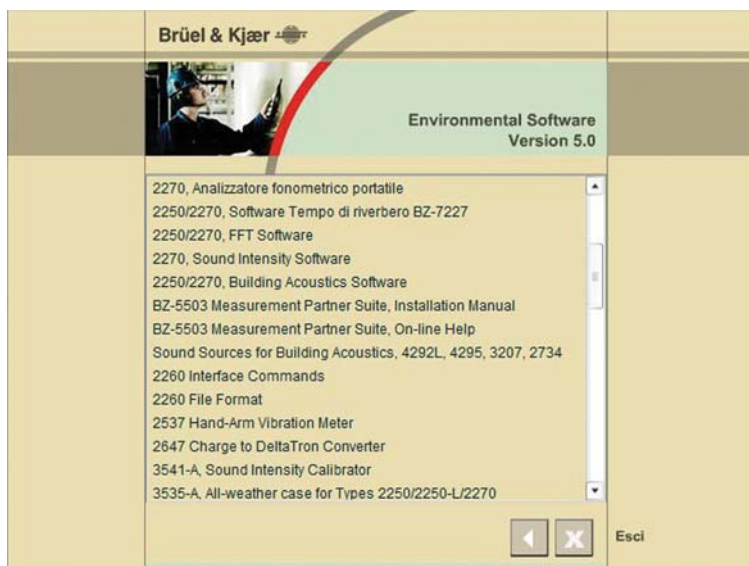 Brüel & Kjær
Environmental Software
Version 5.0
2270, Analizzatore fonometrico portatile
2250/2270, Software Tempo di riverbero BZ-7227
2250/2270, FFT Software
2270, Sound Intensity Software
2250/2270, Building Acoustics Software
BZ-5503 Measurement Partner Suite, Installation Manual
BZ-5503 Measurement Partner Suite, On-line Help
Sound Sources for Building Acoustics, 4292L, 4295, 3207, 2734
2260 Interface Commands
2260 File Format
2537 Hand-Arm Vibration Meter
2647 Charge to DeltaTron Converter
3541-A, Sound Intensity Calibrator
3535-A, All-weather case for Types 2250/2250-L/2270
Esci